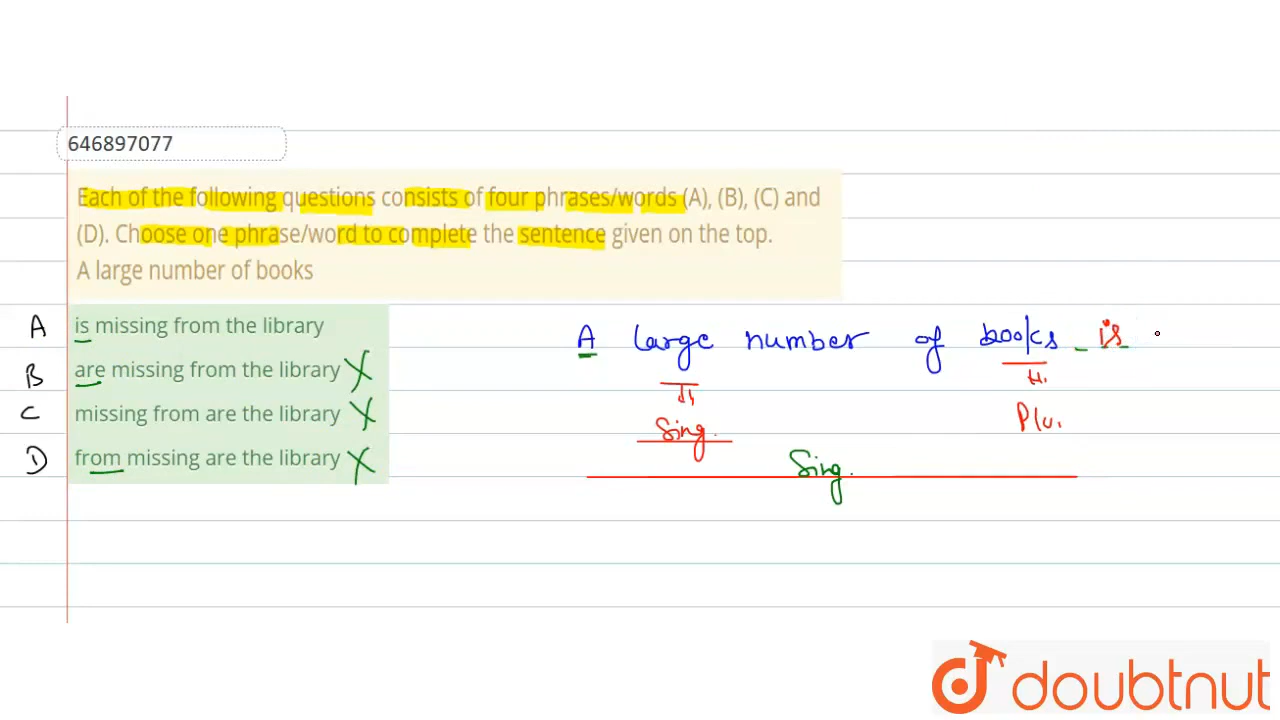 646897077
Each of the following questions consists of four phrases/words (A), (B), (C) and
(D). Choose one phrase/word to complete the sentence given on the top.
A large number of books
A is missing from the library
B are missing from the library X
C missing from are the library X
D from missing are the library X
A large number of books is
Sing. Plu.
Sing.
doubtnut